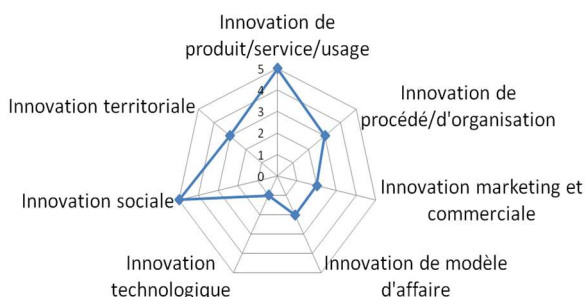 Innovation de
produit/service/usage
5
4
3
2
1
0
Innovation de
procédé/d'organisation
Innovation marketing et
commerciale
Innovation de modèle
d'affaire
Innovation
technologique
Innovation sociale
Innovation territoriale